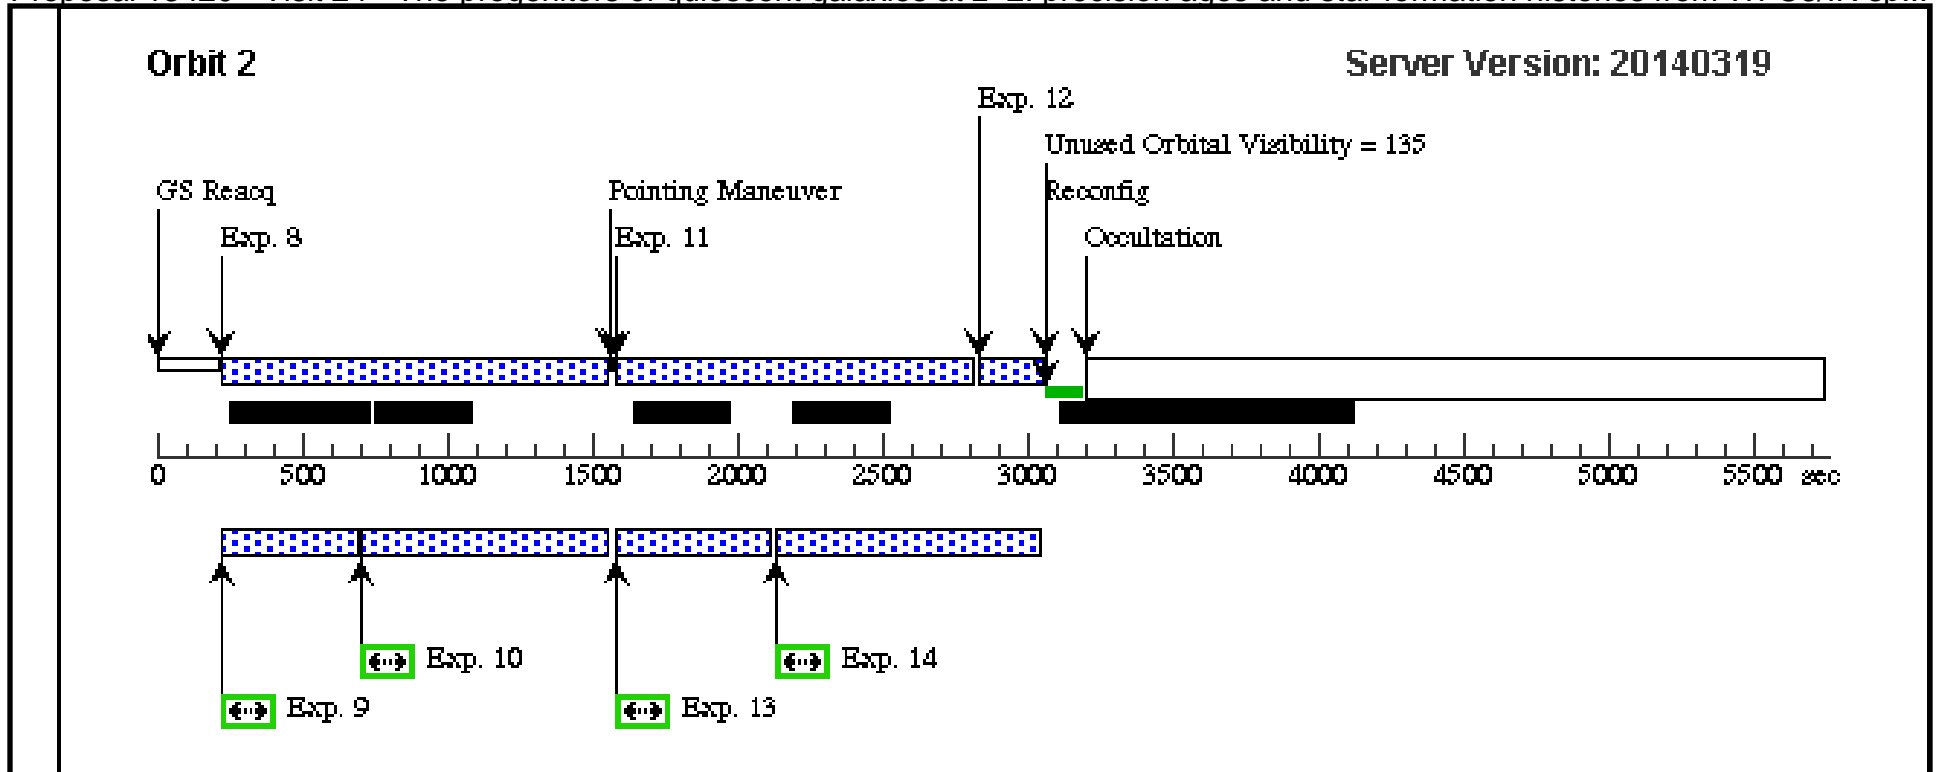 Orbit 2
Server Version: 20140319
Exp. 12
Unused Orbital Visibility = 135
GS Reacq
Pointing Maneuver
Reconfig
Exp. 8
Exp. 11
Occultation
0 500 1000 1500 2000 2500 3000 3500 4000 4500 5000 5500 sec
Exp. 10
Exp. 14
Exp. 9
Exp. 13